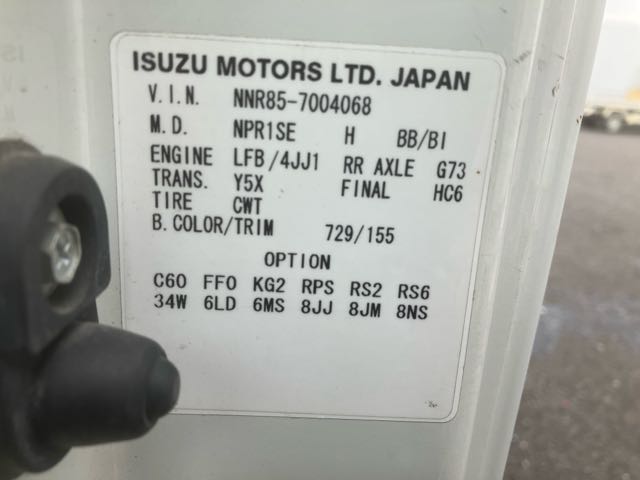 ISUZU MOTORS LTD. JAPAN
V.I.N. NNR85-7004068
M.D. NPR1SE H BB/BI
ENGINE LFB/4JJ1 RR AXLE G73
TRANS. Y5X FINAL HC6
TIRE CWT
B.COLOR/TRIM 729/155
OPTION
C60 FF0 KG2 RPS RS2 RS6
34W 6LD 6MS 8JJ 8JM 8NS